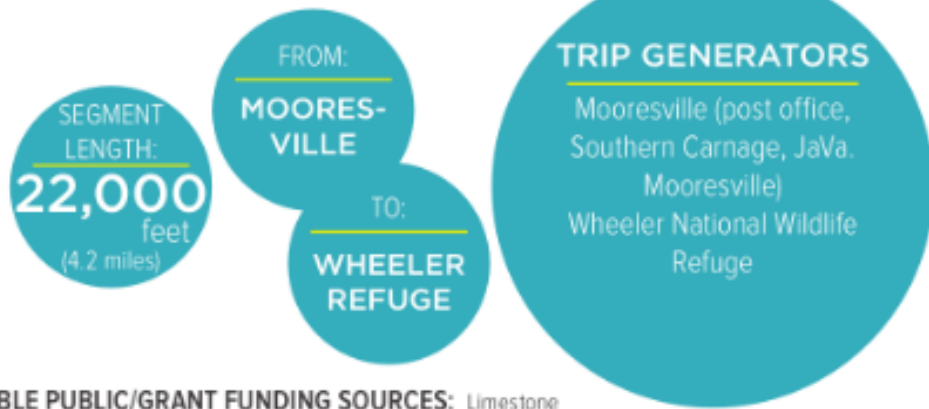 SEGMENT
LENGTH:
22,000
feet
(4.2 miles)
FROM:
MOORES-
VILLE
TO:
WHEELER
REFUGE
TRIP GENERATORS
Mooresville (post office,
Southern Carnage, JaVa.
Mooresville)
Wheeler National Wildlife
Refuge
BLE PUBLIC/GRANT FUNDING SOURCES: Limestone